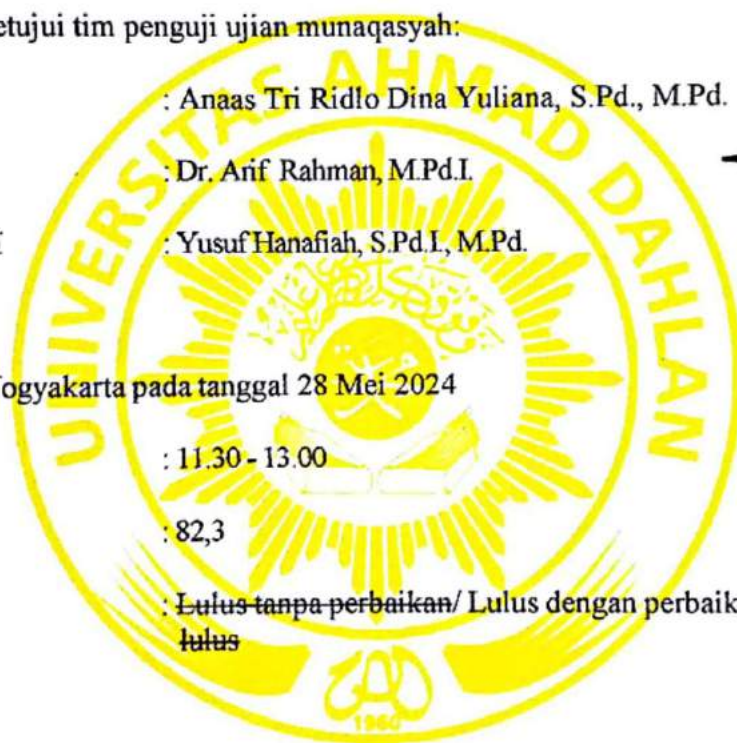 etujui tim penguji ujian munaqasyah:
: Anaas Tri Ridlo Dina Yuliana, S.Pd., M.Pd.
: Dr. Arif Rahman, M.Pd.I.
: Yusuf Hanafiah, S.Pd.I., M.Pd.
ogyakarta pada tanggal 28 Mei 2024
: 11.30 - 13.00
: 82,3
: Lulus tanpa perbaikan/ Lulus dengan perbaik
lulus
UNIVERSITAS AHMAD DAHLAN
1960